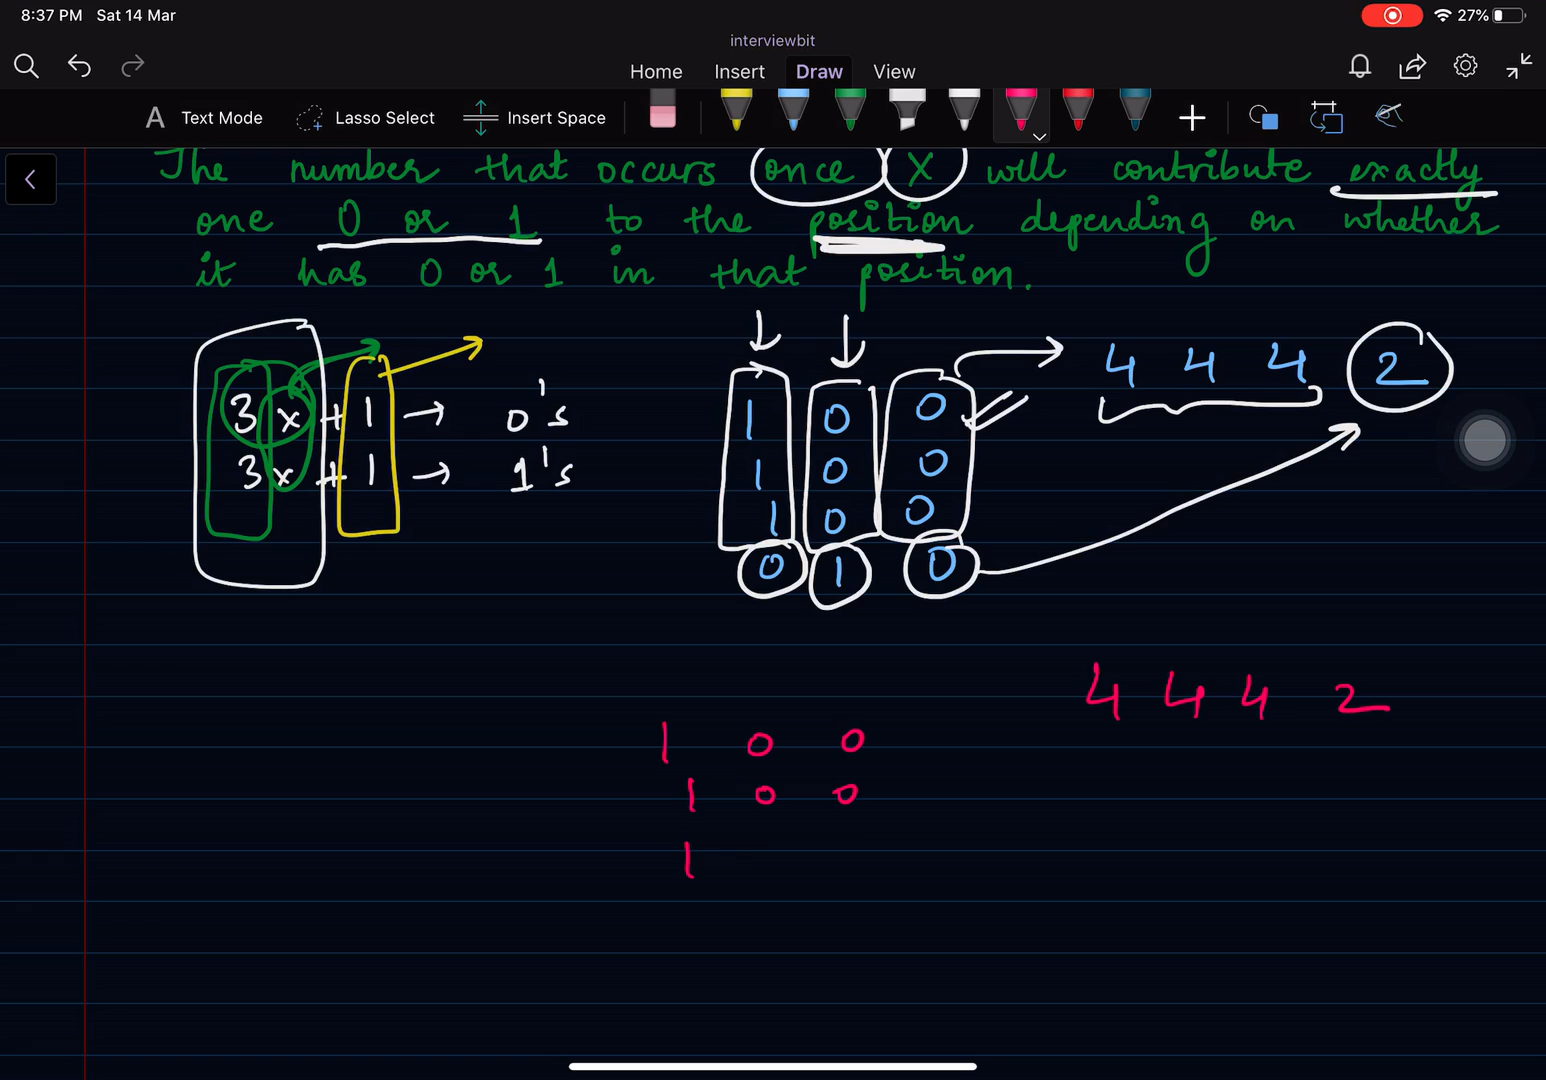 8:37 PM Sat 14 Mar 27%
interviewbit
Home Insert Draw View
Text Mode Lasso Select Insert Space
The number that occurs once X will contribute exactly
one 0 or 1 to the position depending on whether
it has 0 or 1 in that position.
4 4 4 2
3x + 1 → 0's 1 0 0
3x + 1 → 1's 1 0 0
1 0 0
0 1 0
4 4 4 2
1 0 0
1 0 0
1